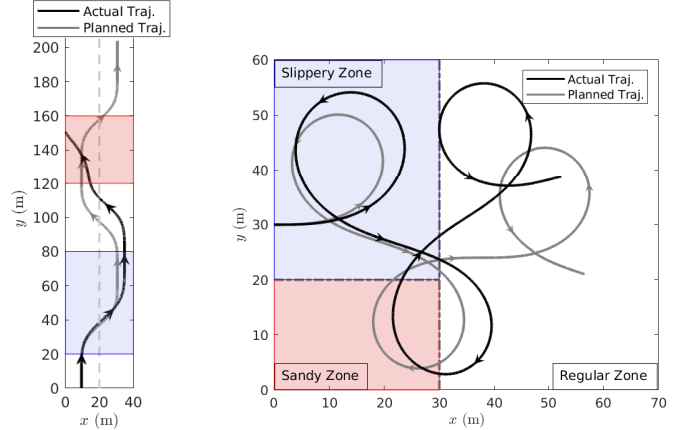 Actual Traj.
Planned Traj.
200
180
160
140
120
100
80
60
40
20
0
y (m)
0 20 40
x (m)
60
50
40
30
20
10
0
y (m)
Slippery Zone
Actual Traj.
Planned Traj.
Sandy Zone
Regular Zone
0 10 20 30 40 50 60 70
x (m)